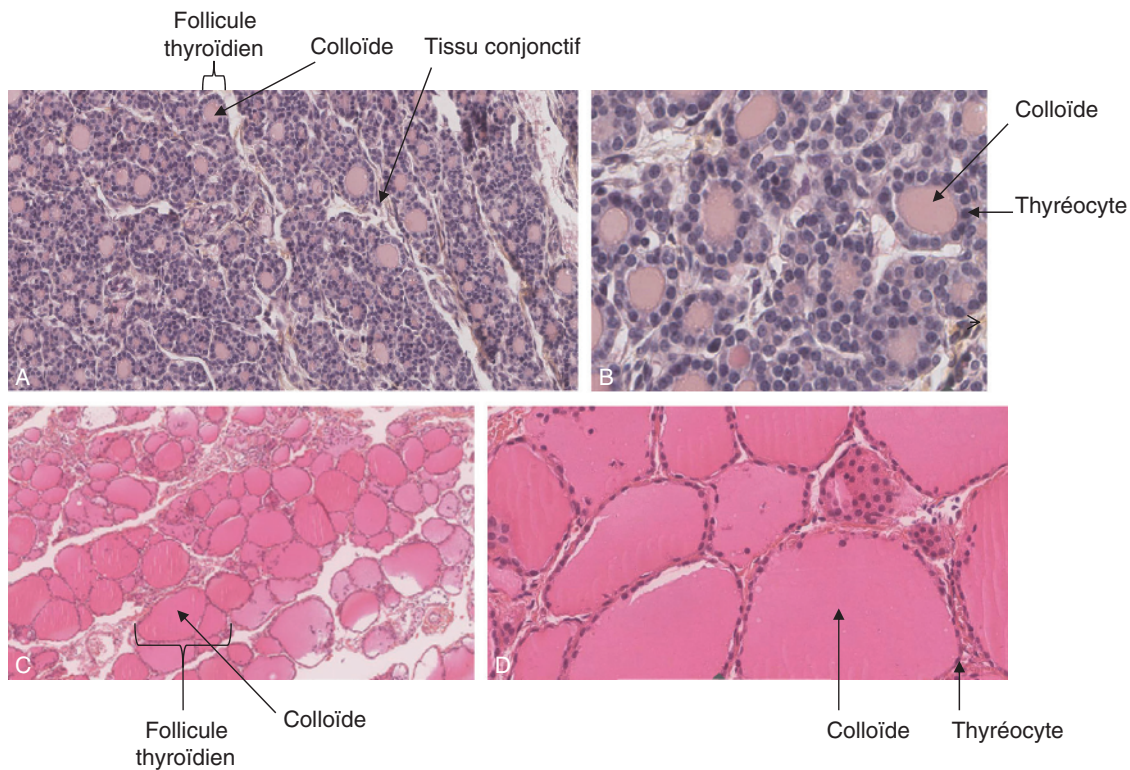 Follicule
thyroïdien
Colloïde
Tissu conjonctif
Colloïde
Thyréocyte
A
B
C
D
Follicule
thyroïdien
Colloïde
Colloïde
Thyréocyte